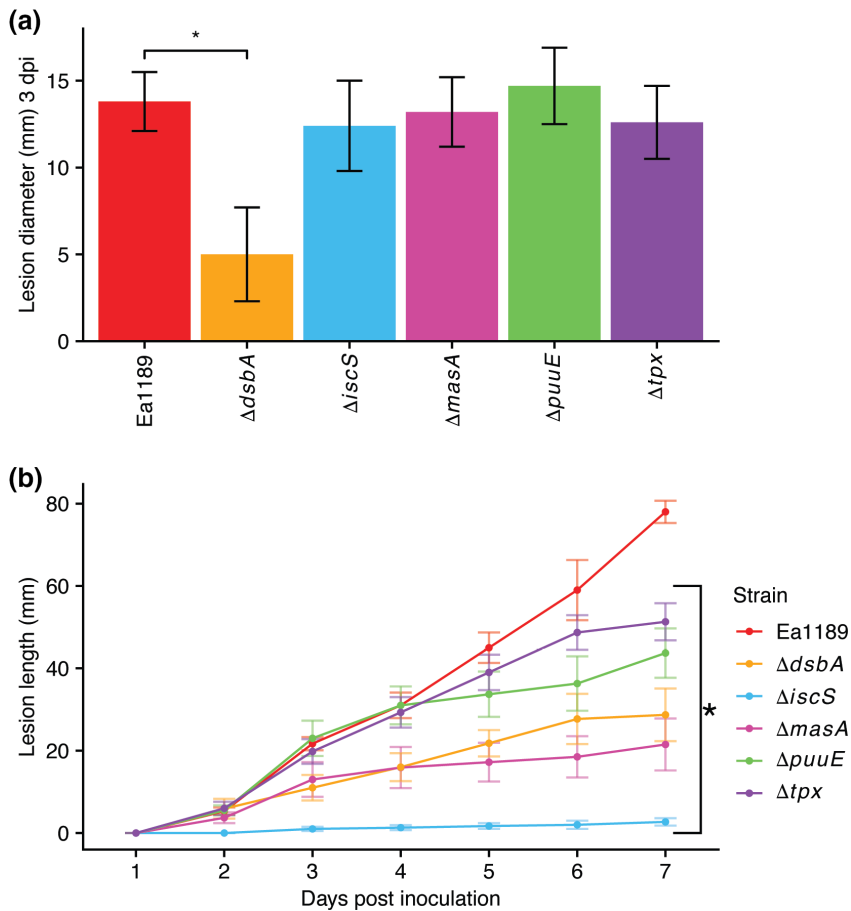 (a)
Lesion diameter (mm) 3 dpi
15
10
5
0
*
Ea1189
ΔdsbA
ΔiscS
ΔmasA
ΔpuuE
Δtpx
(b)
Lesion length (mm)
80
60
40
20
0
1 2 3 4 5 6 7
Days post inoculation
*
Strain
Ea1189
ΔdsbA
ΔiscS
ΔmasA
ΔpuuE
Δtpx